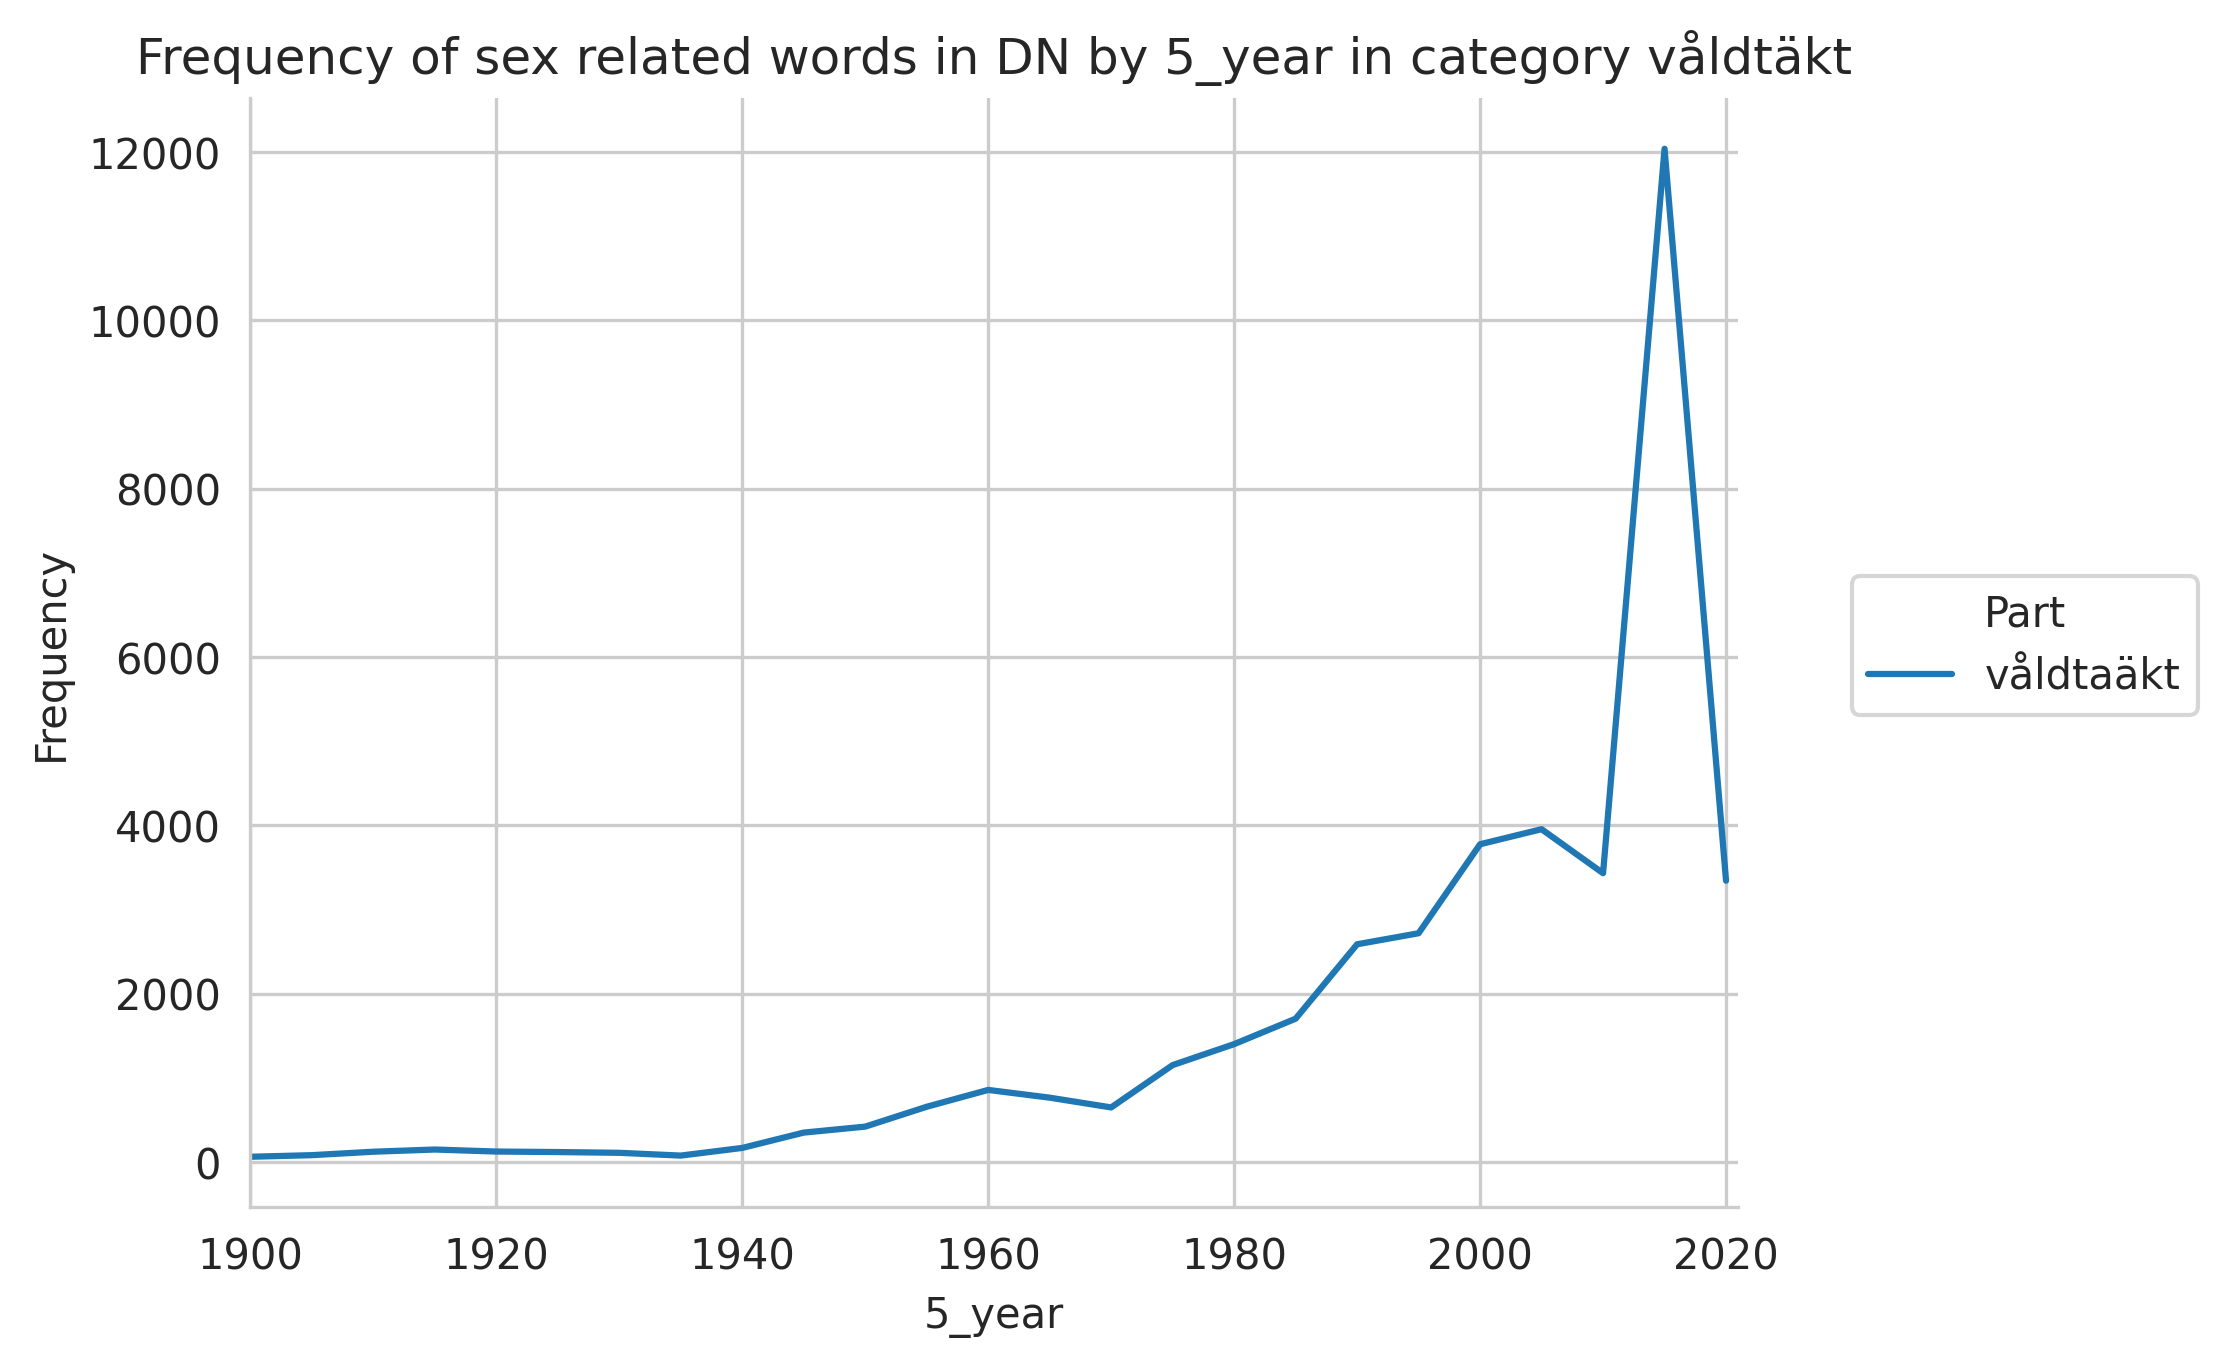 Frequency of sex related words in DN by 5_year in category våldtäkt
12000
10000
8000
6000
4000
2000
0
Frequency
1900 1920 1940 1960 1980 2000 2020
5_year
Part
våldtaäkt